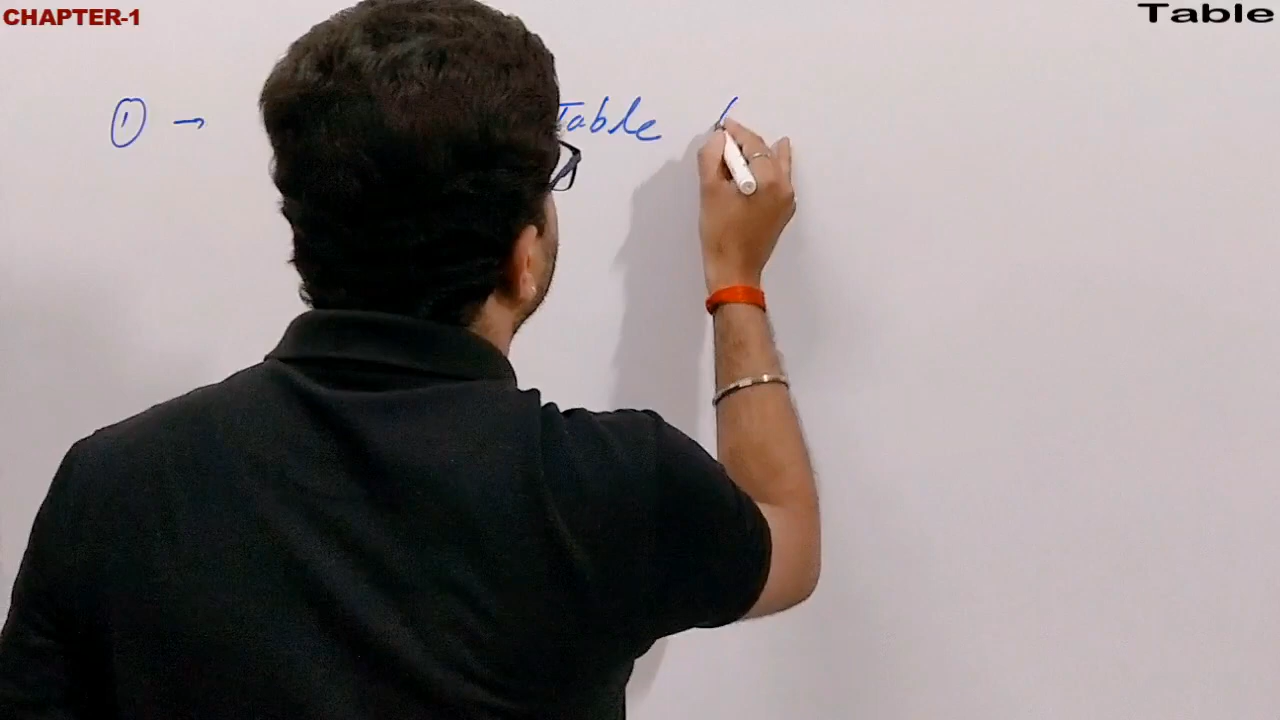 CHAPTER-1
Table
① → Table (